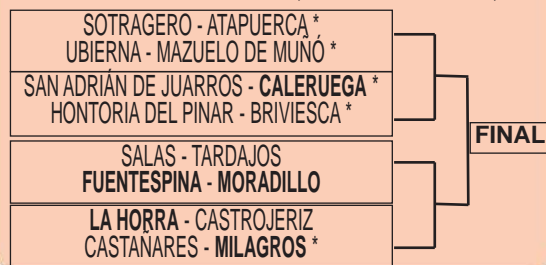 SOTRAGERO - ATAPUERCA *
UBIERNA - MAZUELO DE MUÑÓ *
SAN ADRIÁN DE JUARROS - CALERUEGA *
HONTORIA DEL PINAR - BRIVIESCA *
FINAL
SALAS - TARDAJOS
FUENTESPINA - MORADILLO
LA HORRA - CASTROJERIZ
CASTAÑARES - MILAGROS *